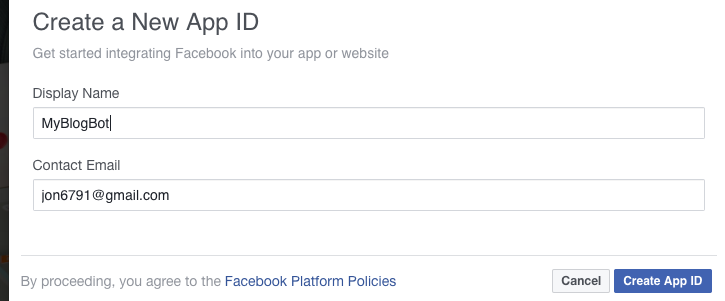 Create a New App ID
Get started integrating Facebook into your app or website
Display Name
MyBlogBot
Contact Email
jon6791@gmail.com
By proceeding, you agree to the Facebook Platform Policies
Cancel
Create App ID